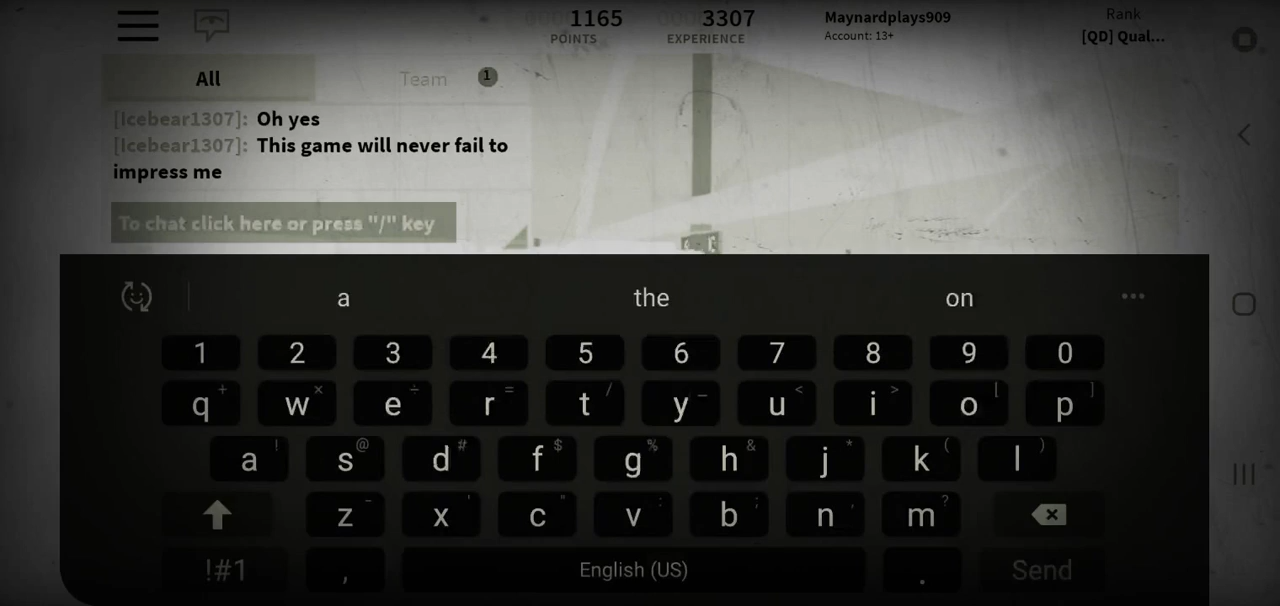 0001165
POINTS
0003307
EXPERIENCE
Maynardplays909
Account: 13+
Rank
[QD] Qual...
All
Team
1
[Icebear1307]: Oh yes
[Icebear1307]: This game will never fail to
impress me
To chat click here or press "/" key
a the on
1 2 3 4 5 6 7 8 9 0
q + w × e ÷ r = t / y _ u < i > o [ p ]
a ! s @ d # f $ g % h & j * k ( l )
z - x ' c " v : b ; n , m ?
!#1 , English (US) . Send